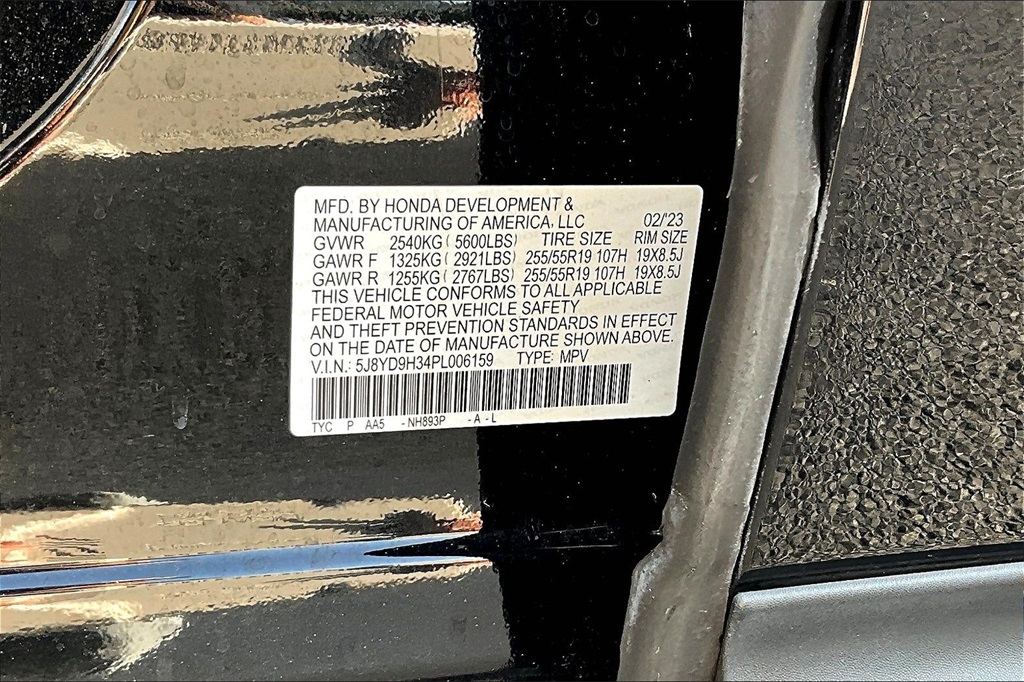 MFD. BY HONDA DEVELOPMENT &
MANUFACTURING OF AMERICA, LLC 02/'23
GVWR 2540KG ( 5600LBS) TIRE SIZE RIM SIZE
GAWR F 1325KG ( 2921LBS) 255/55R19 107H 19X8.5J
GAWR R 1255KG ( 2767LBS) 255/55R19 107H 19X8.5J
THIS VEHICLE CONFORMS TO ALL APPLICABLE
FEDERAL MOTOR VEHICLE SAFETY
AND THEFT PREVENTION STANDARDS IN EFFECT
ON THE DATE OF MANUFACTURE SHOWN ABOVE.
V.I.N.: 5J8YD9H34PL006159 TYPE: MPV
TYC P AA5 - NH893P - A - L